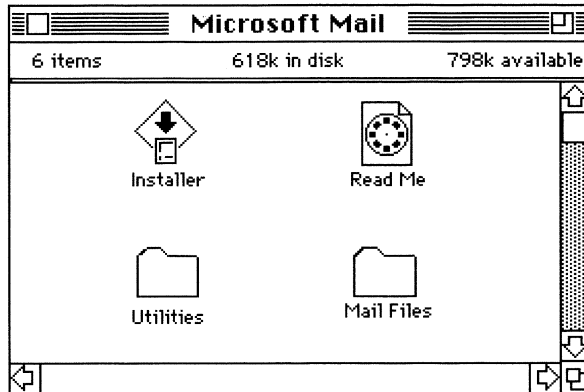 Microsoft Mail
6 items 618k in disk 798k available
Installer Read Me
Utilities Mail Files